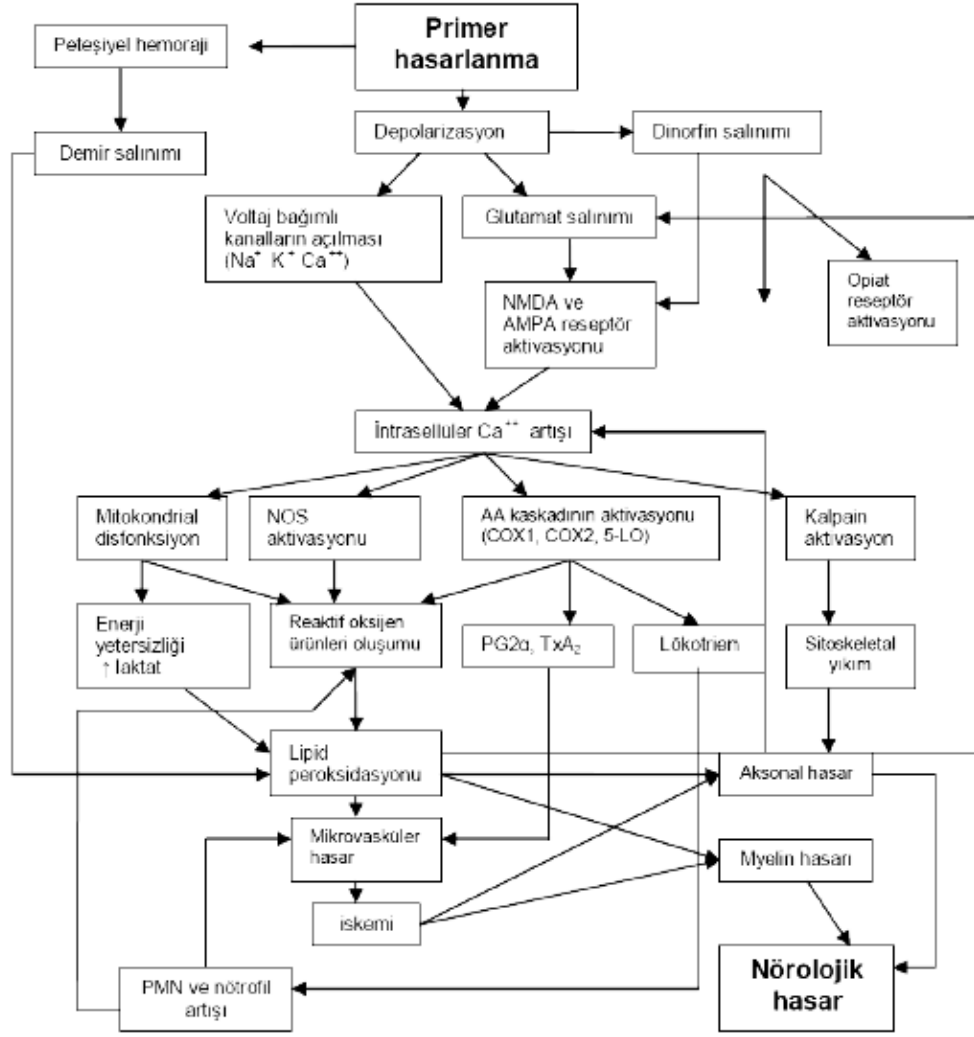 Primer
hasarlanma
Peteşiyel hemoraji
Depolarizasyon
Dinorfin salınımı
Demir salınımı
Voltaj bağımlı
kanalların açılması
(Na⁺ K⁺ Ca⁺⁺)
Glutamat salınımı
Opiat
reseptör
aktivasyonu
NMDA ve
AMPA reseptör
aktivasyonu
İntrasellüler Ca⁺⁺ artışı
Mitokondrial
disfonksiyon
NOS
aktivasyonu
AA kaskadının aktivasyonu
(COX1, COX2, 5-LO)
Kalpain
aktivasyon
Enerji
yetersizliği
↑ laktat
Reaktif oksijen
ürünleri oluşumu
PG2α, TxA₂
Lökotrien
Sitoskeletal
yıkım
Lipid
peroksidasyonu
Aksonal hasar
Mikrovasküler
hasar
Myelin hasarı
iskemi
PMN ve nötrofil
artışı
Nörolojik
hasar